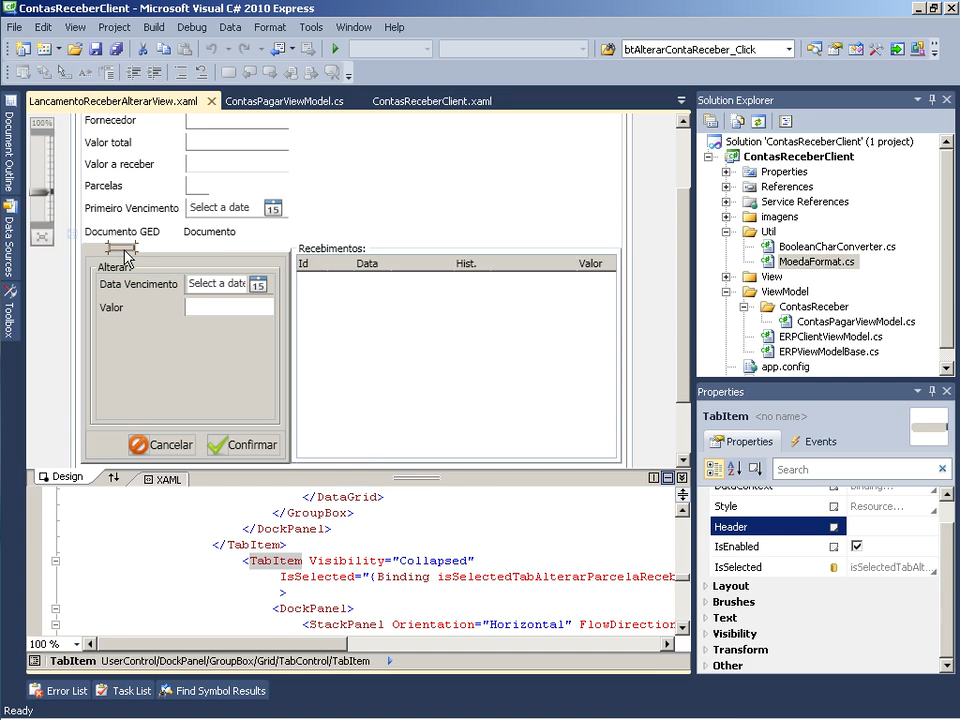 ContasReceberClient - Microsoft Visual C# 2010 Express
File Edit View Project Build Debug Data Format Tools Window Help
btAlterarContaReceber_Click
LancamentoReceberAlterarView.xaml ContasPagarViewModel.cs ContasReceberClient.xaml
Document Outline
Data Sources
Toolbox
100%
Fornecedor
Valor total
Valor a receber
Parcelas
Primeiro Vencimento Select a date 15
Documento GED Documento
Alterar
Data Vencimento Select a date 15
Valor
Cancelar Confirmar
Recebimentos:
Id Data Hist. Valor
Design XAML
</DataGrid>
</GroupBox>
</DockPanel>
</TabItem>
<TabItem Visibility="Collapsed"
IsSelected="{Binding isSelectedTabAlterarParcelaReceb
>
<DockPanel>
<StackPanel Orientation="Horizontal" FlowDirection
100 %
TabItem UserControl/DockPanel/GroupBox/Grid/TabControl/TabItem
Error List Task List Find Symbol Results
Ready
Solution Explorer
Solution 'ContasReceberClient' (1 project)
ContasReceberClient
Properties
References
Service References
imagens
Util
BooleanCharConverter.cs
MoedaFormat.cs
View
ViewModel
ContasReceber
ContasPagarViewModel.cs
ERPClientViewModel.cs
ERPViewModelBase.cs
app.config
Properties
TabItem <no name>
Properties Events
Search
DataContext Binding...
Style Resource...
Header
IsEnabled
IsSelected isSelectedTabAlt...
Layout
Brushes
Text
Visibility
Transform
Other